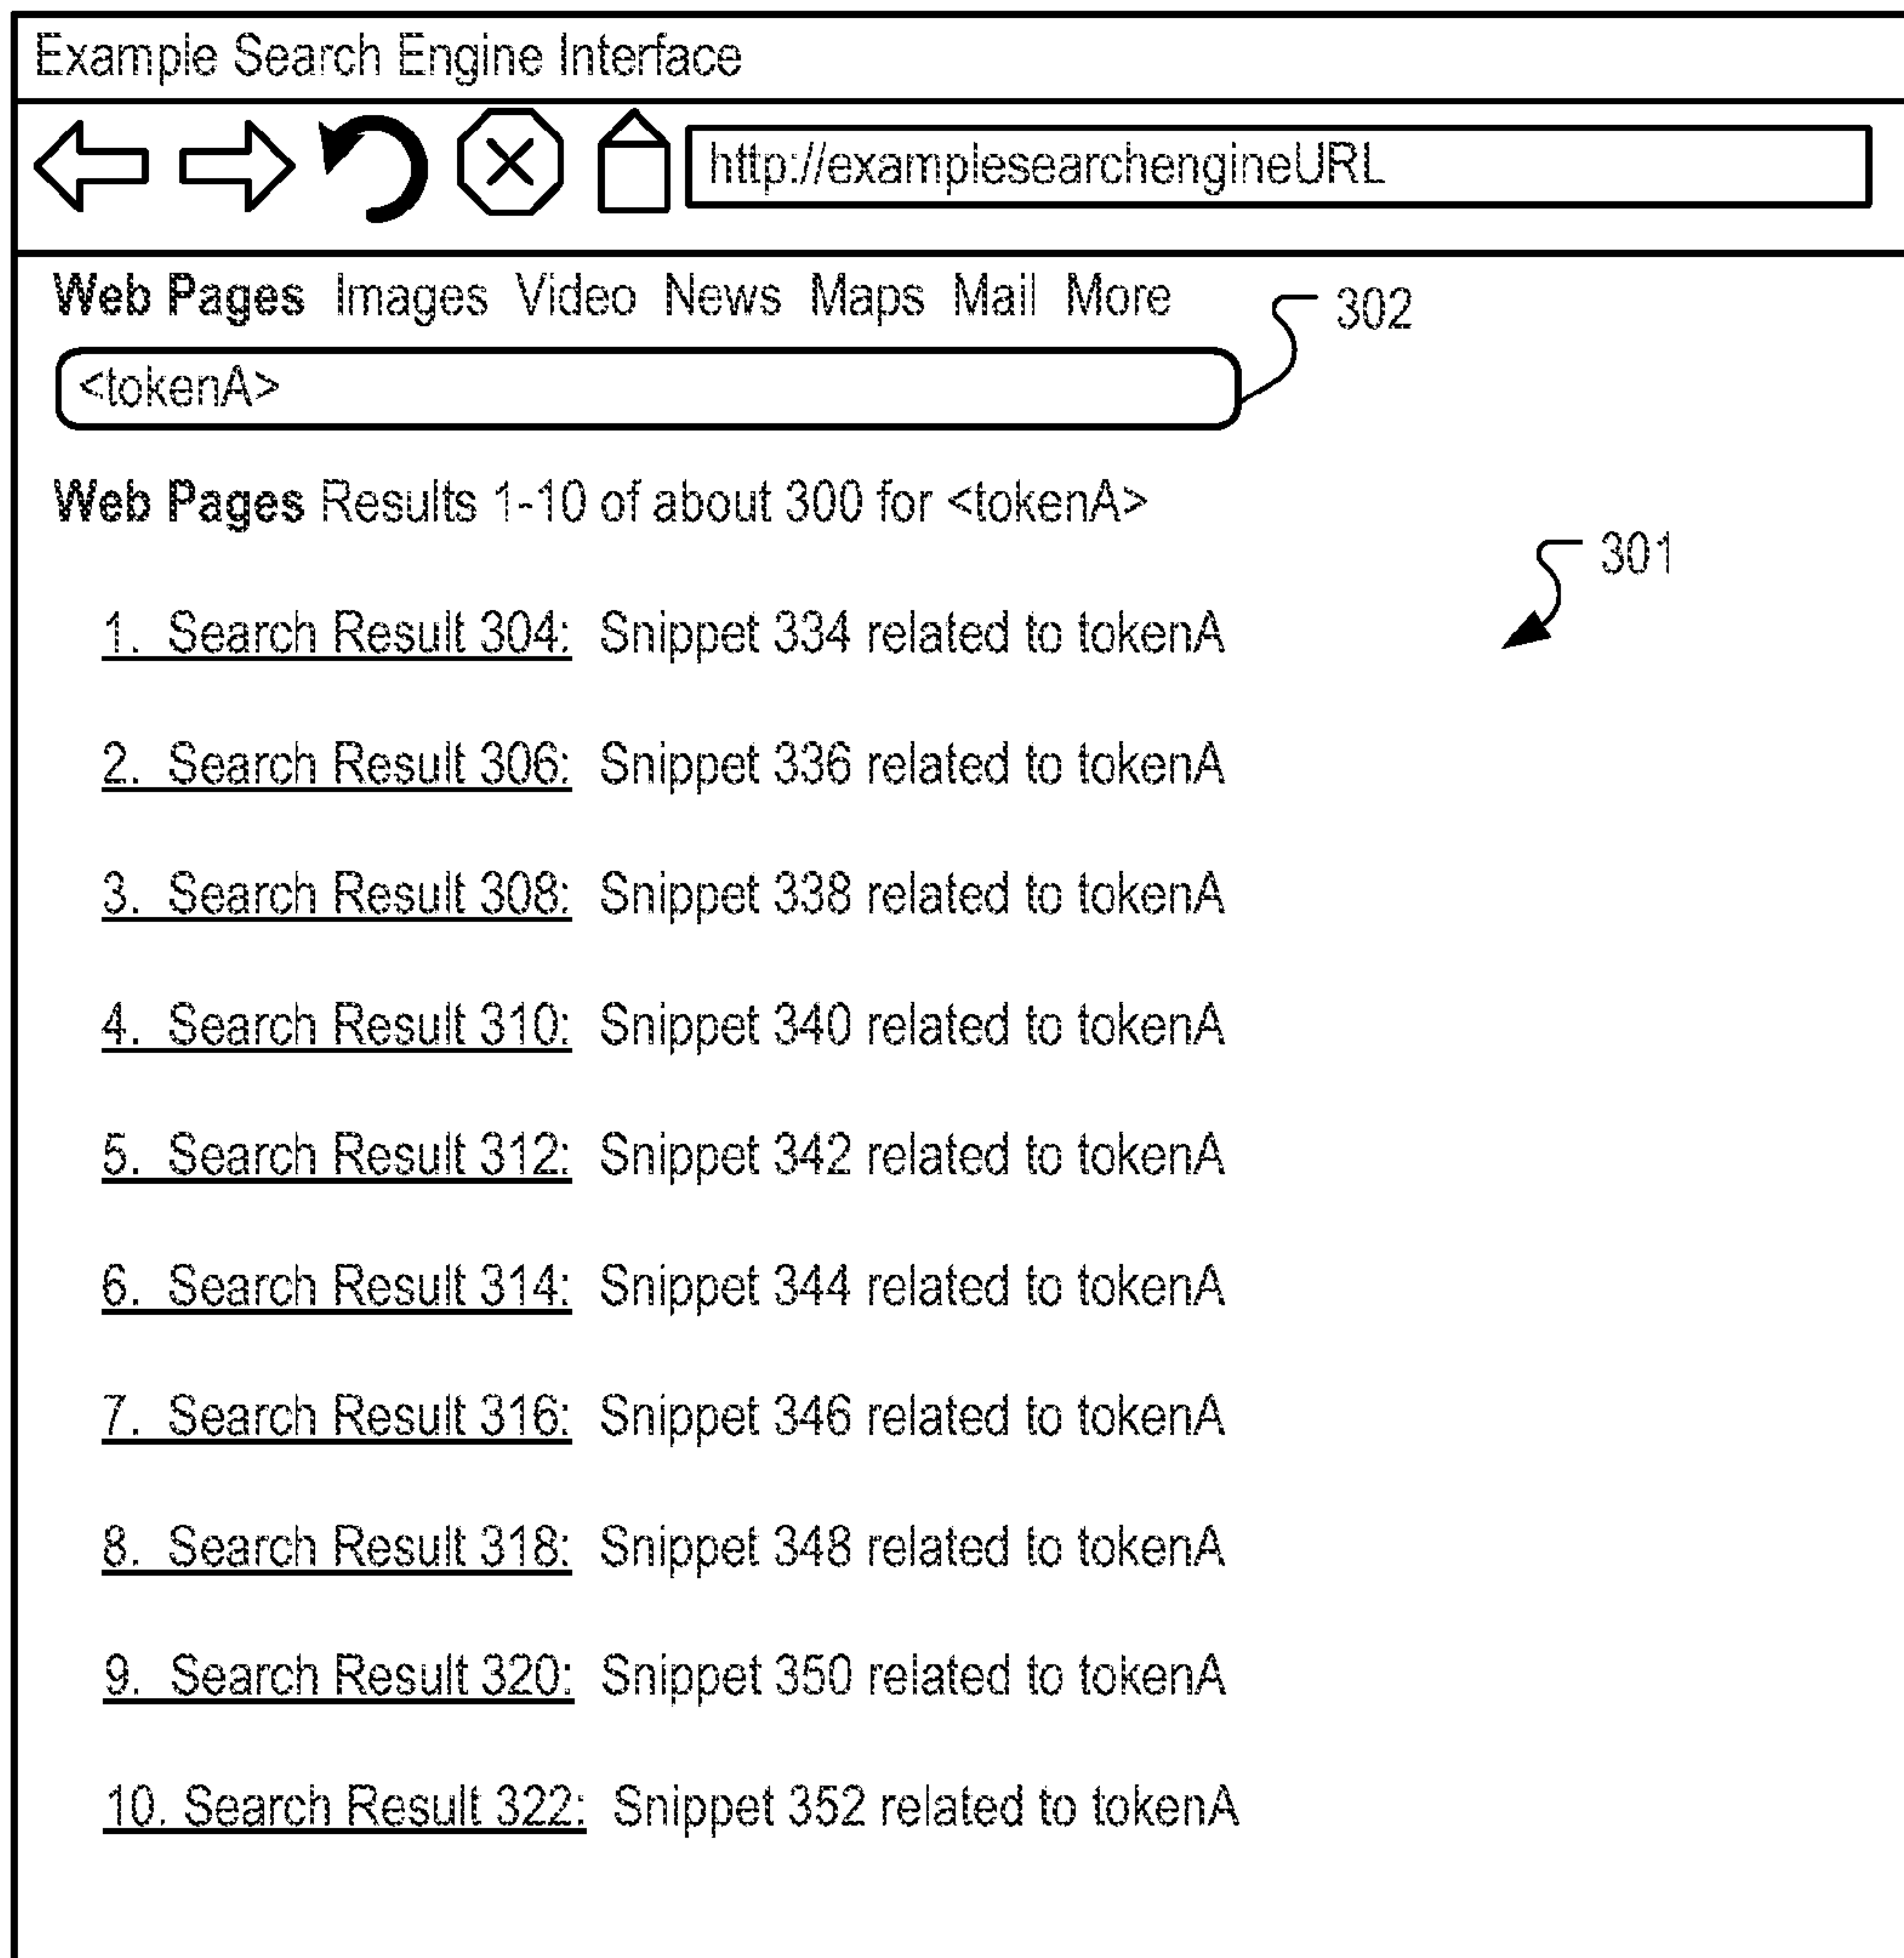 Example Search Engine Interface
http://examplesearchengineURL
Web Pages Images Video News Maps Mail More
302
<tokenA>
Web Pages Results 1-10 of about 300 for <tokenA>
301
1. Search Result 304: Snippet 334 related to tokenA
2. Search Result 306: Snippet 336 related to tokenA
3. Search Result 308: Snippet 338 related to tokenA
4. Search Result 310: Snippet 340 related to tokenA
5. Search Result 312: Snippet 342 related to tokenA
6. Search Result 314: Snippet 344 related to tokenA
7. Search Result 316: Snippet 346 related to tokenA
8. Search Result 318: Snippet 348 related to tokenA
9. Search Result 320: Snippet 350 related to tokenA
10. Search Result 322: Snippet 352 related to tokenA